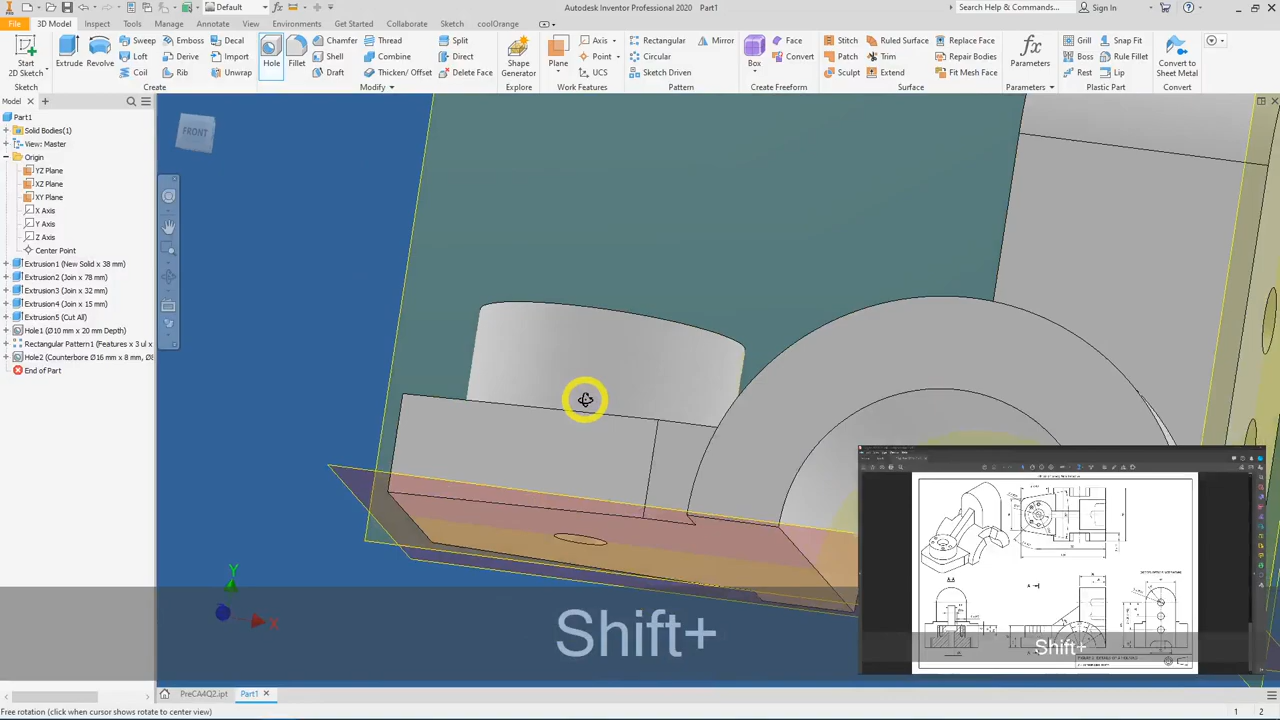 Default
Autodesk Inventor Professional 2020
Search Help & Commands...
Sign In
File 3D Model Inspect Tools Manage Annotate View Environments Get Started Collaborate Sketch coolOrange
Start
2D Sketch
Extrude
Revolve
Sweep
Loft
Coil
Emboss
Derive
Rib
Decal
Import
Unwrap
Hole
Fillet
Chamfer
Shell
Draft
Thread
Combine
Thicken/ Offset
Split
Direct
Delete Face
Shape
Generator
Plane
Axis
Point
UCS
Rectangular
Circular
Sketch Driven
Mirror
Box
Face
Convert
Stitch
Patch
Sculpt
Ruled Surface
Trim
Extend
Replace Face
Repair Bodies
Fit Mesh Face
Parameters
Grill
Boss
Rest
Snap Fit
Rule Fillet
Lip
Convert to
Sheet Metal
Sketch Create Modify Explore Work Features Pattern Create Freeform Surface Parameters Plastic Part Convert
Model
Part1
Solid Bodies(1)
View: Master
Origin
YZ Plane
XZ Plane
XY Plane
X Axis
Y Axis
Z Axis
Center Point
Extrusion1 (New Solid x 38 mm)
Extrusion2 (Join x 78 mm)
Extrusion3 (Join x 32 mm)
Extrusion4 (Join x 15 mm)
Extrusion5 (Cut All)
Hole1 (Ø10 mm x 20 mm Depth)
Rectangular Pattern1 (Features x 3 ul x
Hole2 (Counterbore Ø16 mm x 8 mm, Ø8
End of Part
FRONT
Y
X
Shift+
Shift+
PreCA4Q2.ipt
Part1
Free rotation (click when cursor shows rotate to center view)
1 2